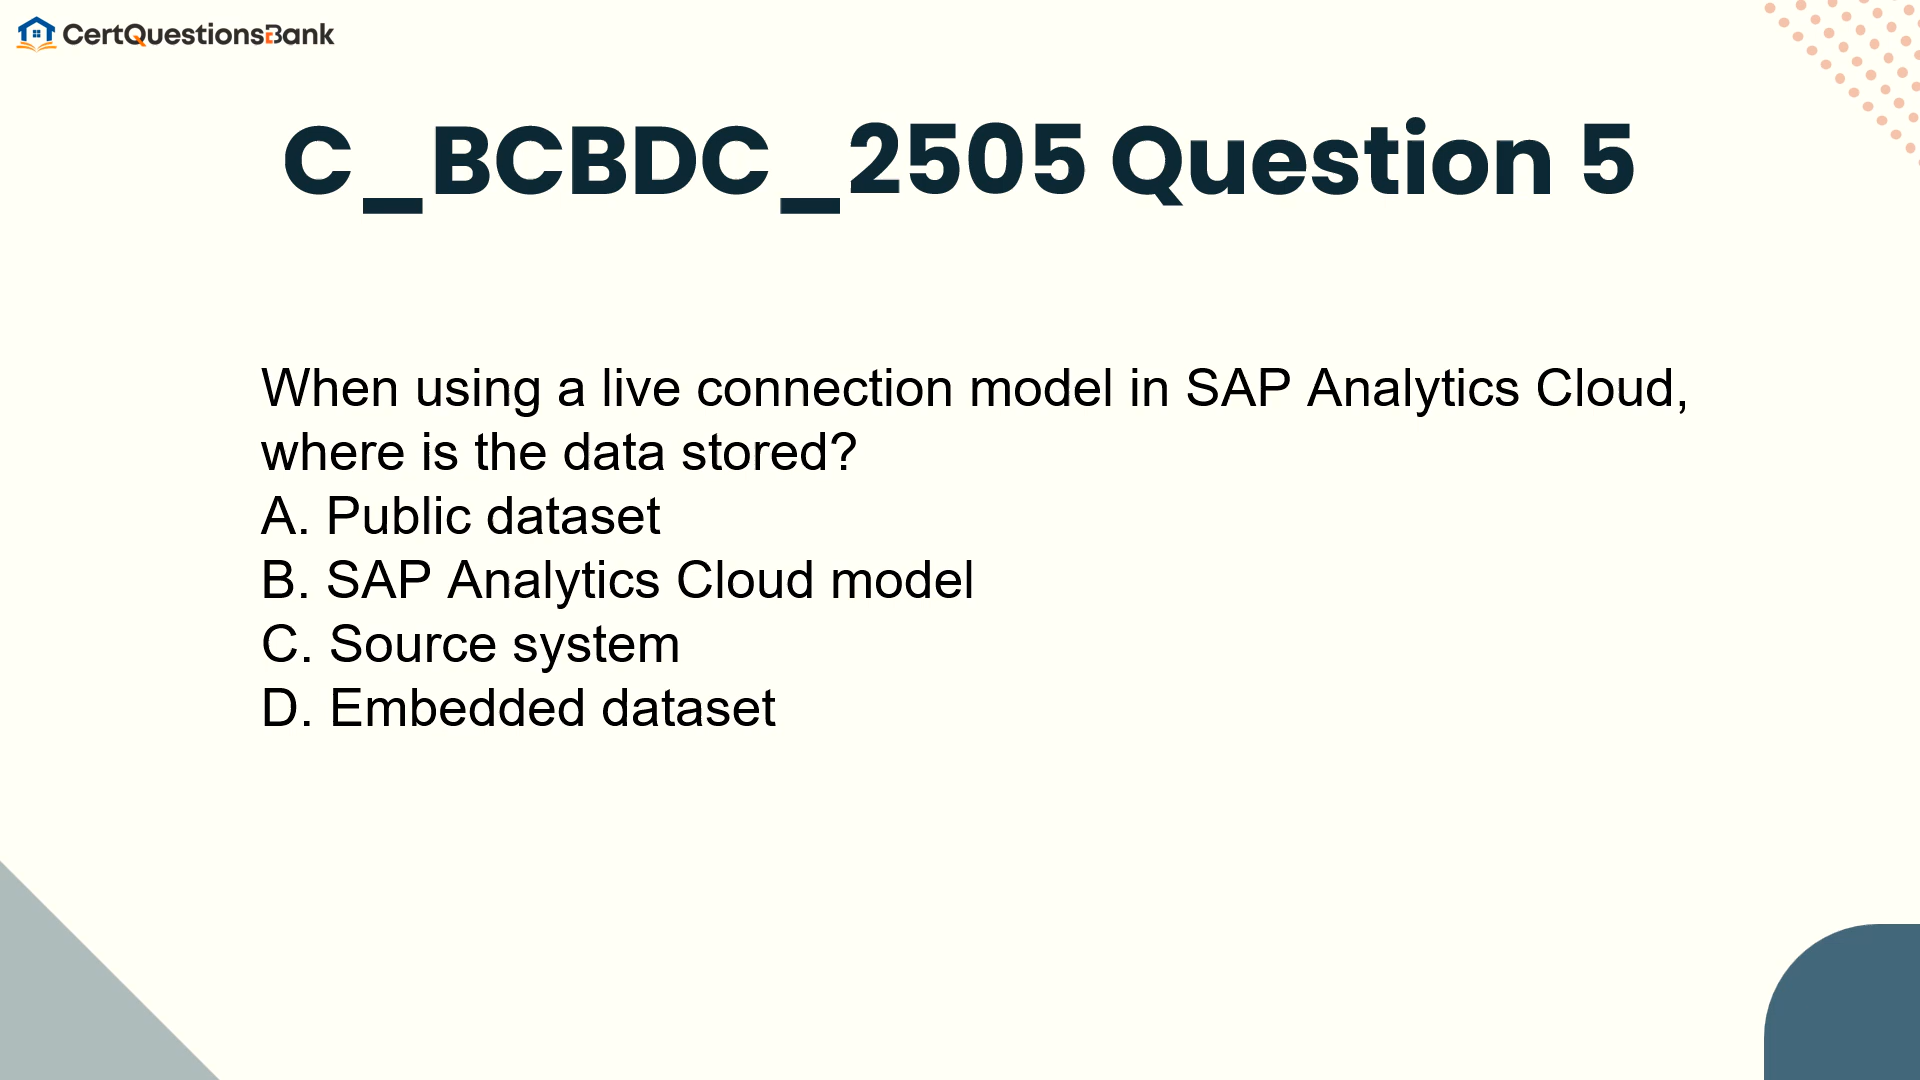 CertQuestionsBank
C_BCBDC_2505 Question 5
When using a live connection model in SAP Analytics Cloud,
where is the data stored?
A. Public dataset
B. SAP Analytics Cloud model
C. Source system
D. Embedded dataset